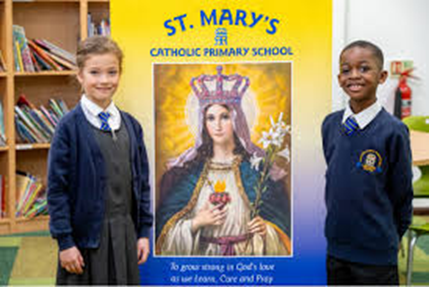 ST. MARY'S
CATHOLIC PRIMARY SCHOOL
To grow strong in God's love
as we Learn, Care and Pray